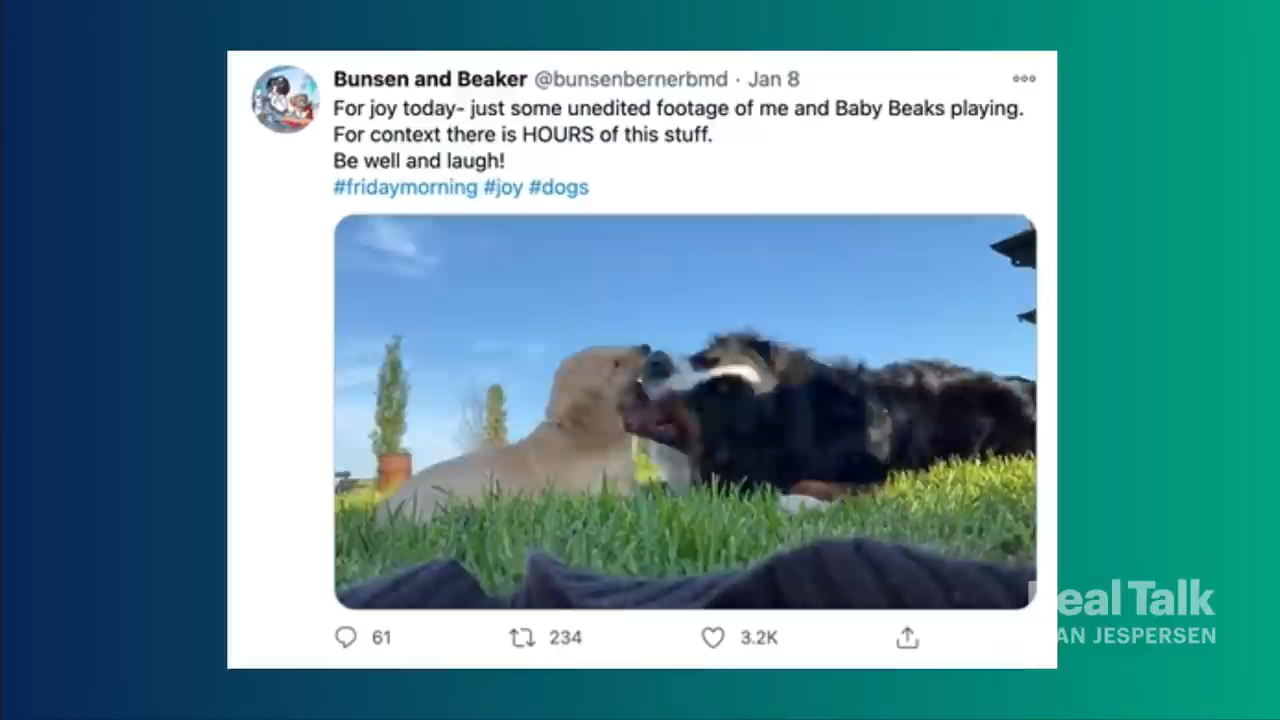 Bunsen and Beaker @bunsenbernerbmd · Jan 8
For joy today- just some unedited footage of me and Baby Beaks playing.
For context there is HOURS of this stuff.
Be well and laugh!
#fridaymorning #joy #dogs
61 234 3.2K
eal Talk
AN JESPERSEN